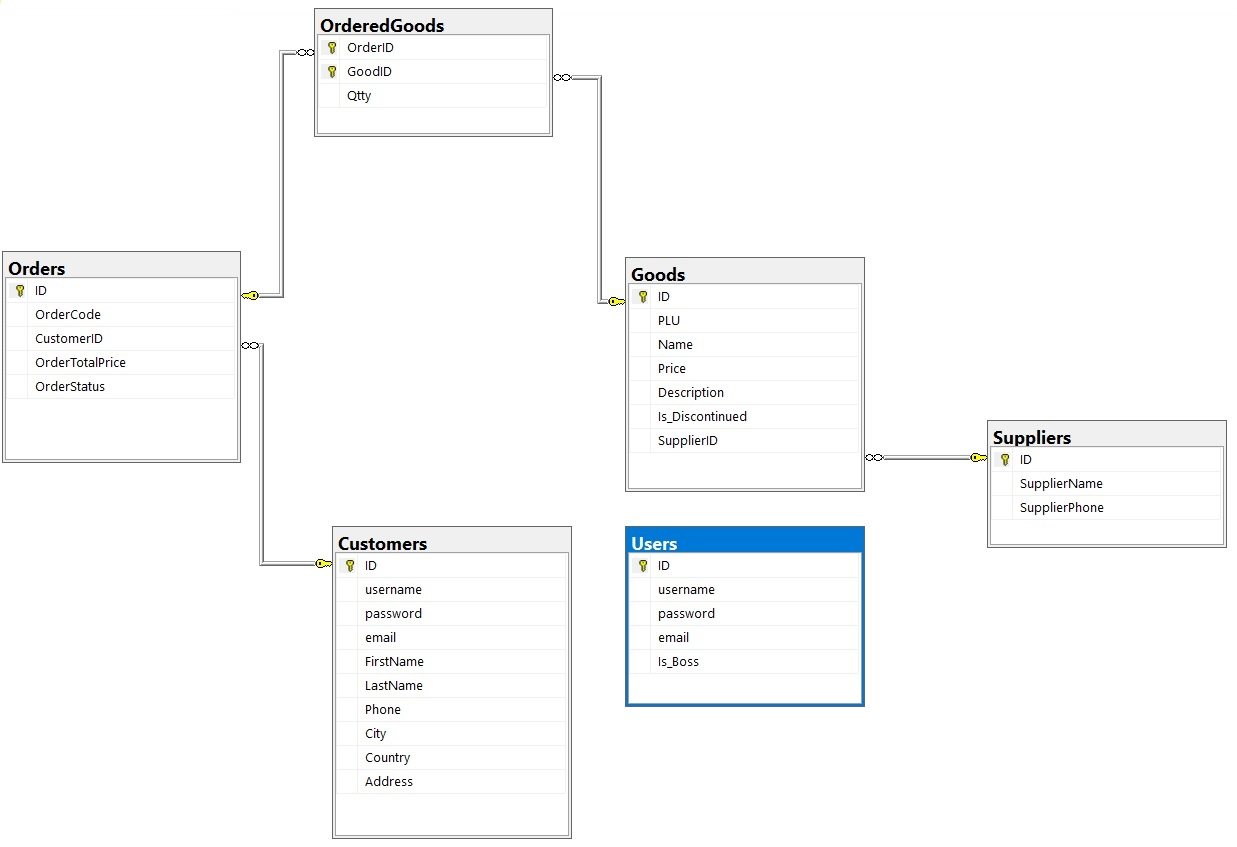 OrderedGoods
OrderID
GoodID
Qtty
Orders
ID
OrderCode
CustomerID
OrderTotalPrice
OrderStatus
Goods
ID
PLU
Name
Price
Description
Is_Discontinued
SupplierID
Suppliers
ID
SupplierName
SupplierPhone
Customers
ID
username
password
email
FirstName
LastName
Phone
City
Country
Address
Users
ID
username
password
email
Is_Boss